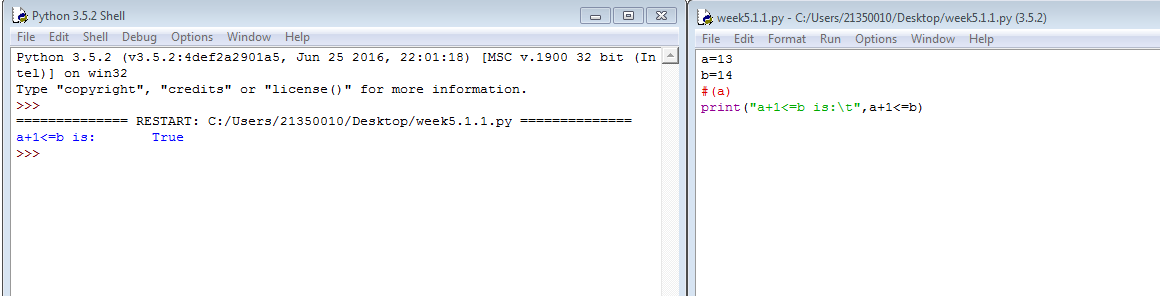 Python 3.5.2 Shell
File Edit Shell Debug Options Window Help
Python 3.5.2 (v3.5.2:4def2a2901a5, Jun 25 2016, 22:01:18) [MSC v.1900 32 bit (In
tel)] on win32
Type "copyright", "credits" or "license()" for more information.
>>>
============== RESTART: C:/Users/21350010/Desktop/week5.1.1.py ==============
a+1<=b is:        True
>>>
week5.1.1.py - C:/Users/21350010/Desktop/week5.1.1.py (3.5.2)
File Edit Format Run Options Window Help
a=13
b=14
#(a)
print("a+1<=b is:\t",a+1<=b)